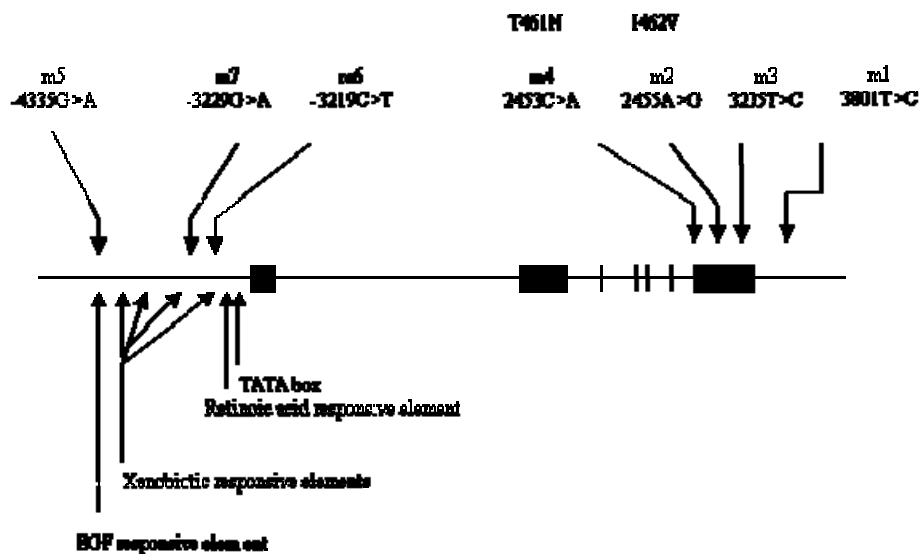 T461N I462V
m5 m7 m6 m4 m2 m3 m1
-4335G>A -3229G>A -3219C>T 2453C>A 2455A>G 3205T>C 3801T>C
TATA box
Retinoic acid responsive element
Xenobiotic responsive elements
responsive element